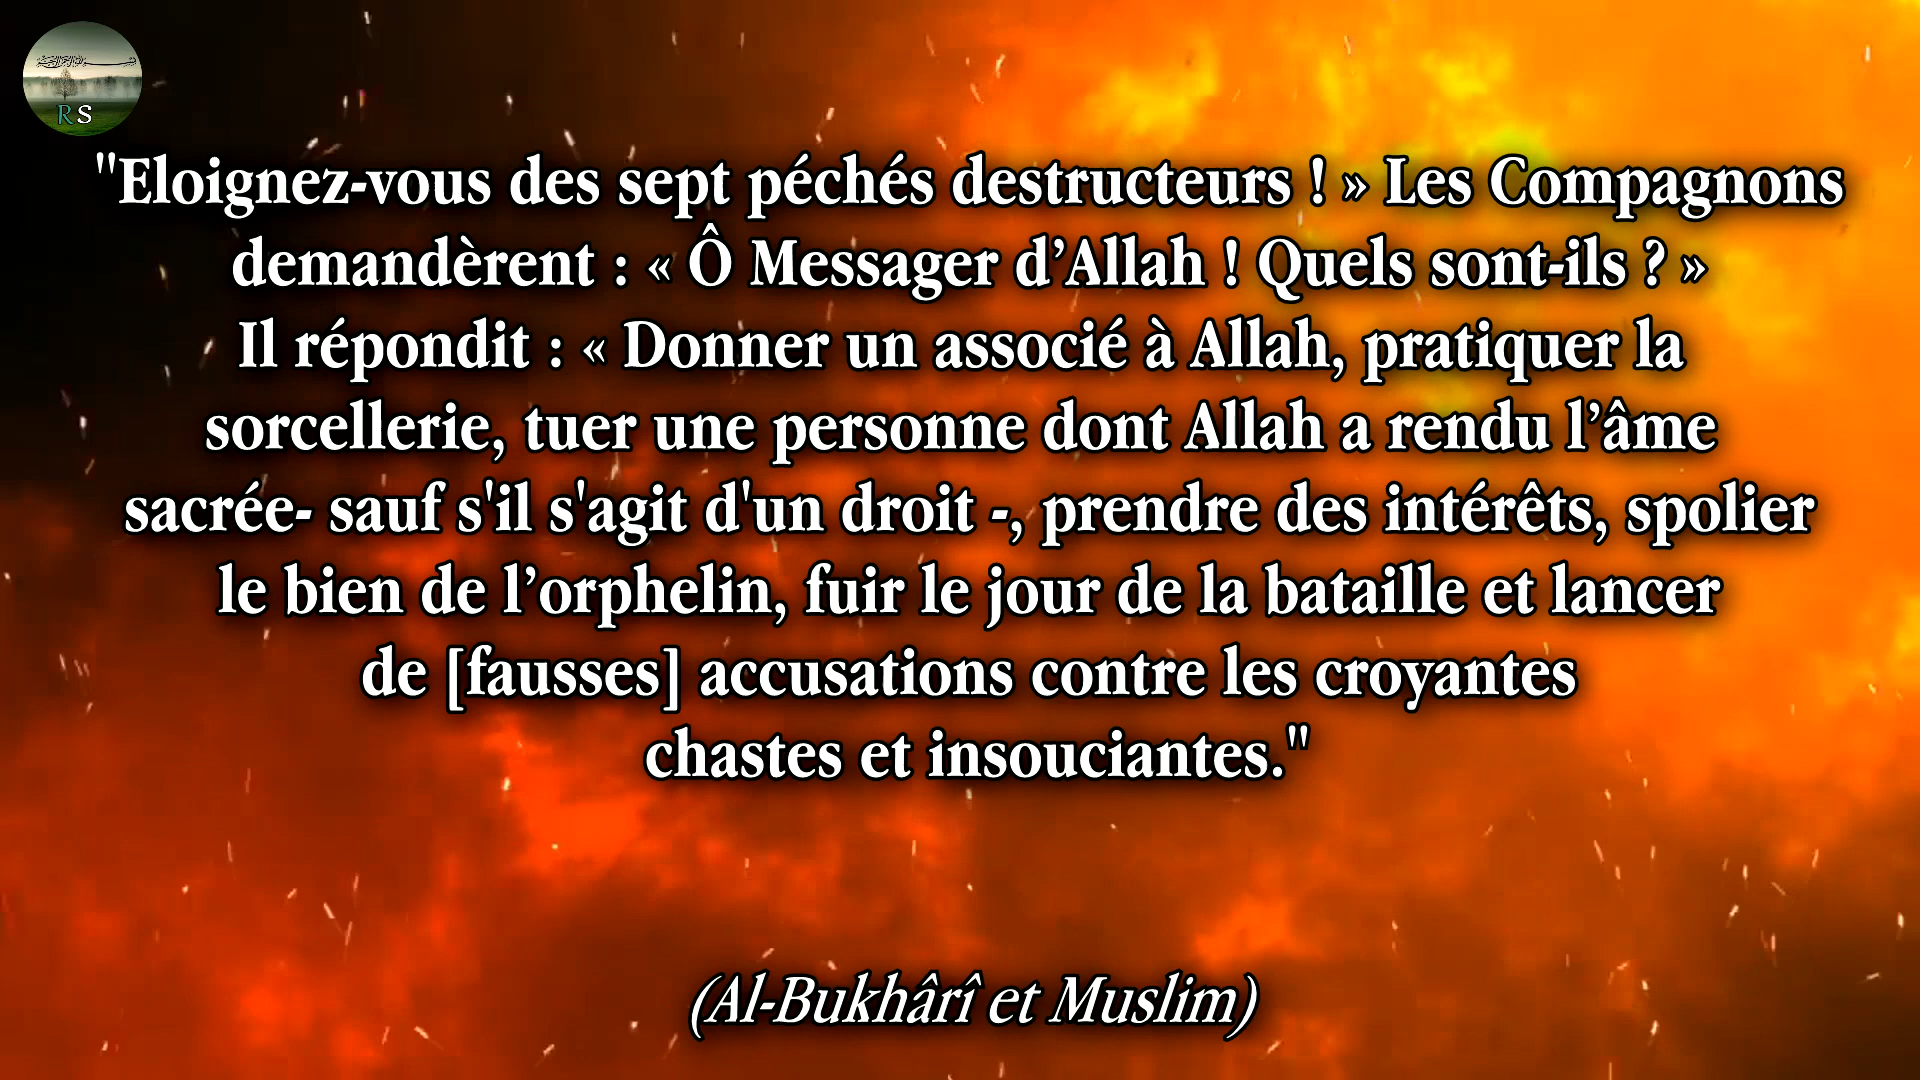 RS
"Eloignez-vous des sept péchés destructeurs ! » Les Compagnons
demandèrent : « Ô Messager d’Allah ! Quels sont-ils ? »
Il répondit : « Donner un associé à Allah, pratiquer la
sorcellerie, tuer une personne dont Allah a rendu l’âme
sacrée- sauf s'il s'agit d'un droit -, prendre des intérêts, spolier
le bien de l’orphelin, fuir le jour de la bataille et lancer
de [fausses] accusations contre les croyantes
chastes et insouciantes."
(Al-Bukhârî et Muslim)